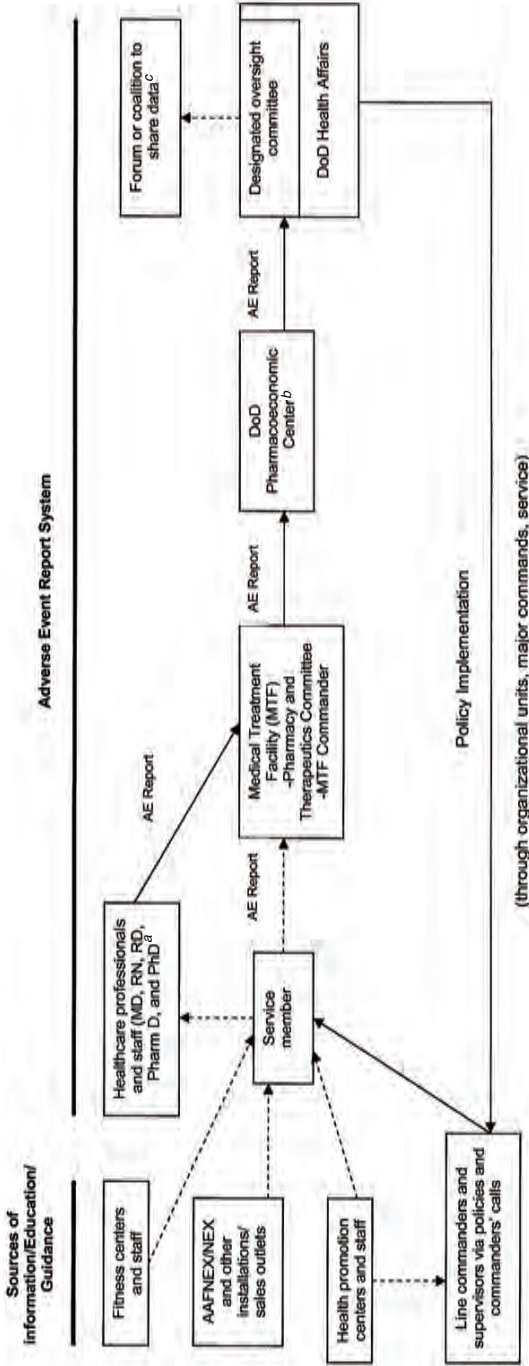 Sources of
Information/Education/
Guidance
Adverse Event Report System
Fitness centers
and staff
AAFNEX/NEX
and other
installations/
sales outlets
Health promotion
centers and staff
Line commanders and
supervisors via policies and
commanders' calls
Healthcare professionals
and staff (MD, RN, RD,
Pharm D, and PhDᵃ
Service
member
AE Report
AE Report
Medical Treatment
Facility (MTF)
-Pharmacy and
Therapeutics Committee
-MTF Commander
AE Report
DoD
Pharmacoeconomic
Centerᵇ
AE Report
Forum or coalition to
share dataᶜ
Designated oversight
committee
DoD Health Affairs
Policy Implementation
(through organizational units, major commands, service)